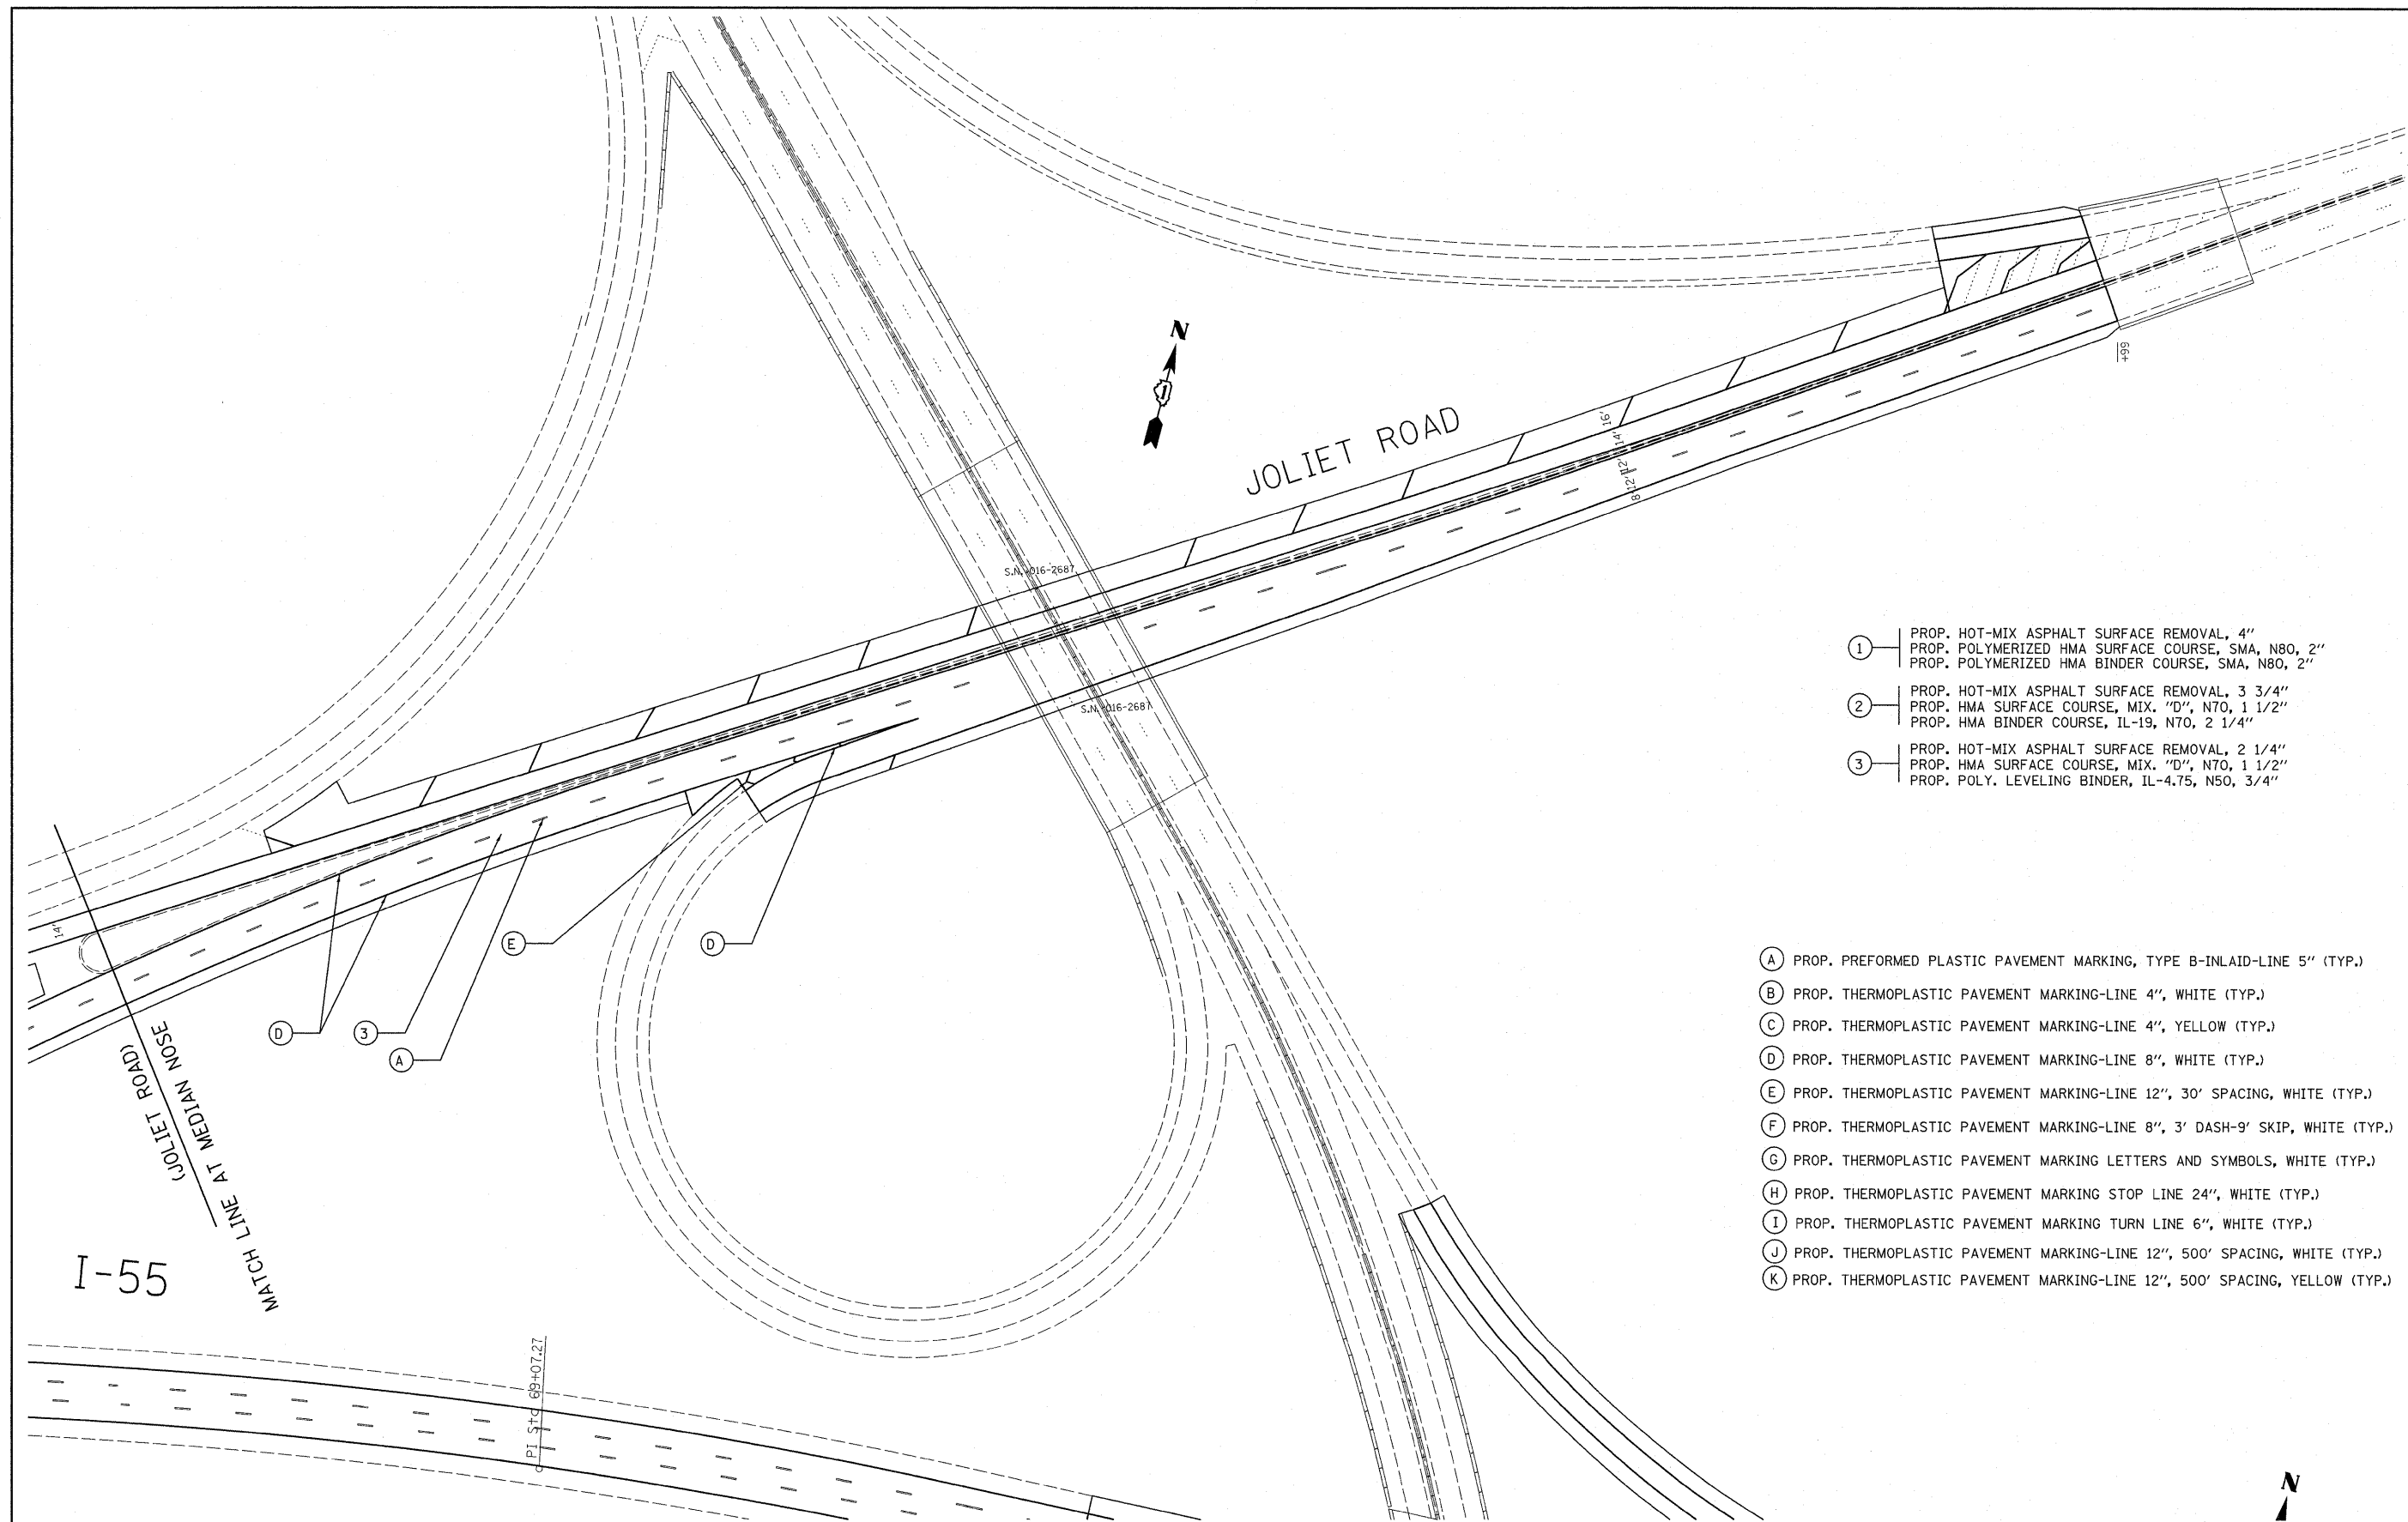 N
1
JOLIET ROAD
66+
16'
14'
12'
12'
8'
S.N. 016-2687
S.N. 016-2687
1 PROP. HOT-MIX ASPHALT SURFACE REMOVAL, 4"
PROP. POLYMERIZED HMA SURFACE COURSE, SMA, N80, 2"
PROP. POLYMERIZED HMA BINDER COURSE, SMA, N80, 2"
2 PROP. HOT-MIX ASPHALT SURFACE REMOVAL, 3 3/4"
PROP. HMA SURFACE COURSE, MIX. "D", N70, 1 1/2"
PROP. HMA BINDER COURSE, IL-19, N70, 2 1/4"
3 PROP. HOT-MIX ASPHALT SURFACE REMOVAL, 2 1/4"
PROP. HMA SURFACE COURSE, MIX. "D", N70, 1 1/2"
PROP. POLY. LEVELING BINDER, IL-4.75, N50, 3/4"
14'
E
D
D
3
A
(JOLIET ROAD)
MATCH LINE AT MEDIAN NOSE
I-55
PI Sta 69+07.27
A PROP. PREFORMED PLASTIC PAVEMENT MARKING, TYPE B-INLAID-LINE 5" (TYP.)
B PROP. THERMOPLASTIC PAVEMENT MARKING-LINE 4", WHITE (TYP.)
C PROP. THERMOPLASTIC PAVEMENT MARKING-LINE 4", YELLOW (TYP.)
D PROP. THERMOPLASTIC PAVEMENT MARKING-LINE 8", WHITE (TYP.)
E PROP. THERMOPLASTIC PAVEMENT MARKING-LINE 12", 30' SPACING, WHITE (TYP.)
F PROP. THERMOPLASTIC PAVEMENT MARKING-LINE 8", 3' DASH-9' SKIP, WHITE (TYP.)
G PROP. THERMOPLASTIC PAVEMENT MARKING LETTERS AND SYMBOLS, WHITE (TYP.)
H PROP. THERMOPLASTIC PAVEMENT MARKING STOP LINE 24", WHITE (TYP.)
I PROP. THERMOPLASTIC PAVEMENT MARKING TURN LINE 6", WHITE (TYP.)
J PROP. THERMOPLASTIC PAVEMENT MARKING-LINE 12", 500' SPACING, WHITE (TYP.)
K PROP. THERMOPLASTIC PAVEMENT MARKING-LINE 12", 500' SPACING, YELLOW (TYP.)
N